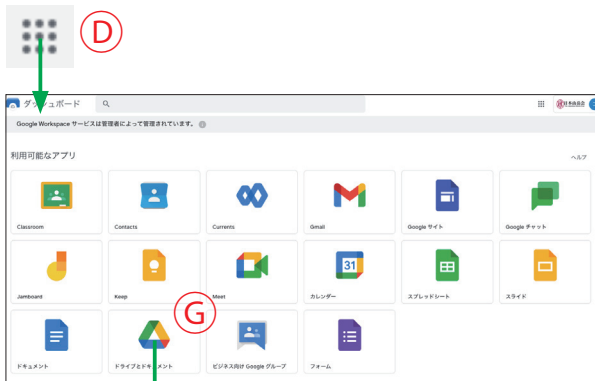 D
ダッシュボード
Google Workspace サービスは管理者によって管理されています。
利用可能なアプリ
ヘルプ
Classroom
Contacts
Currents
Gmail
Google サイト
Google チャット
Jamboard
Keep
Meet
カレンダー
スプレッドシート
スライド
31
G
ドキュメント
ドライブとドキュメント
ビジネス向け Google グループ
フォーム